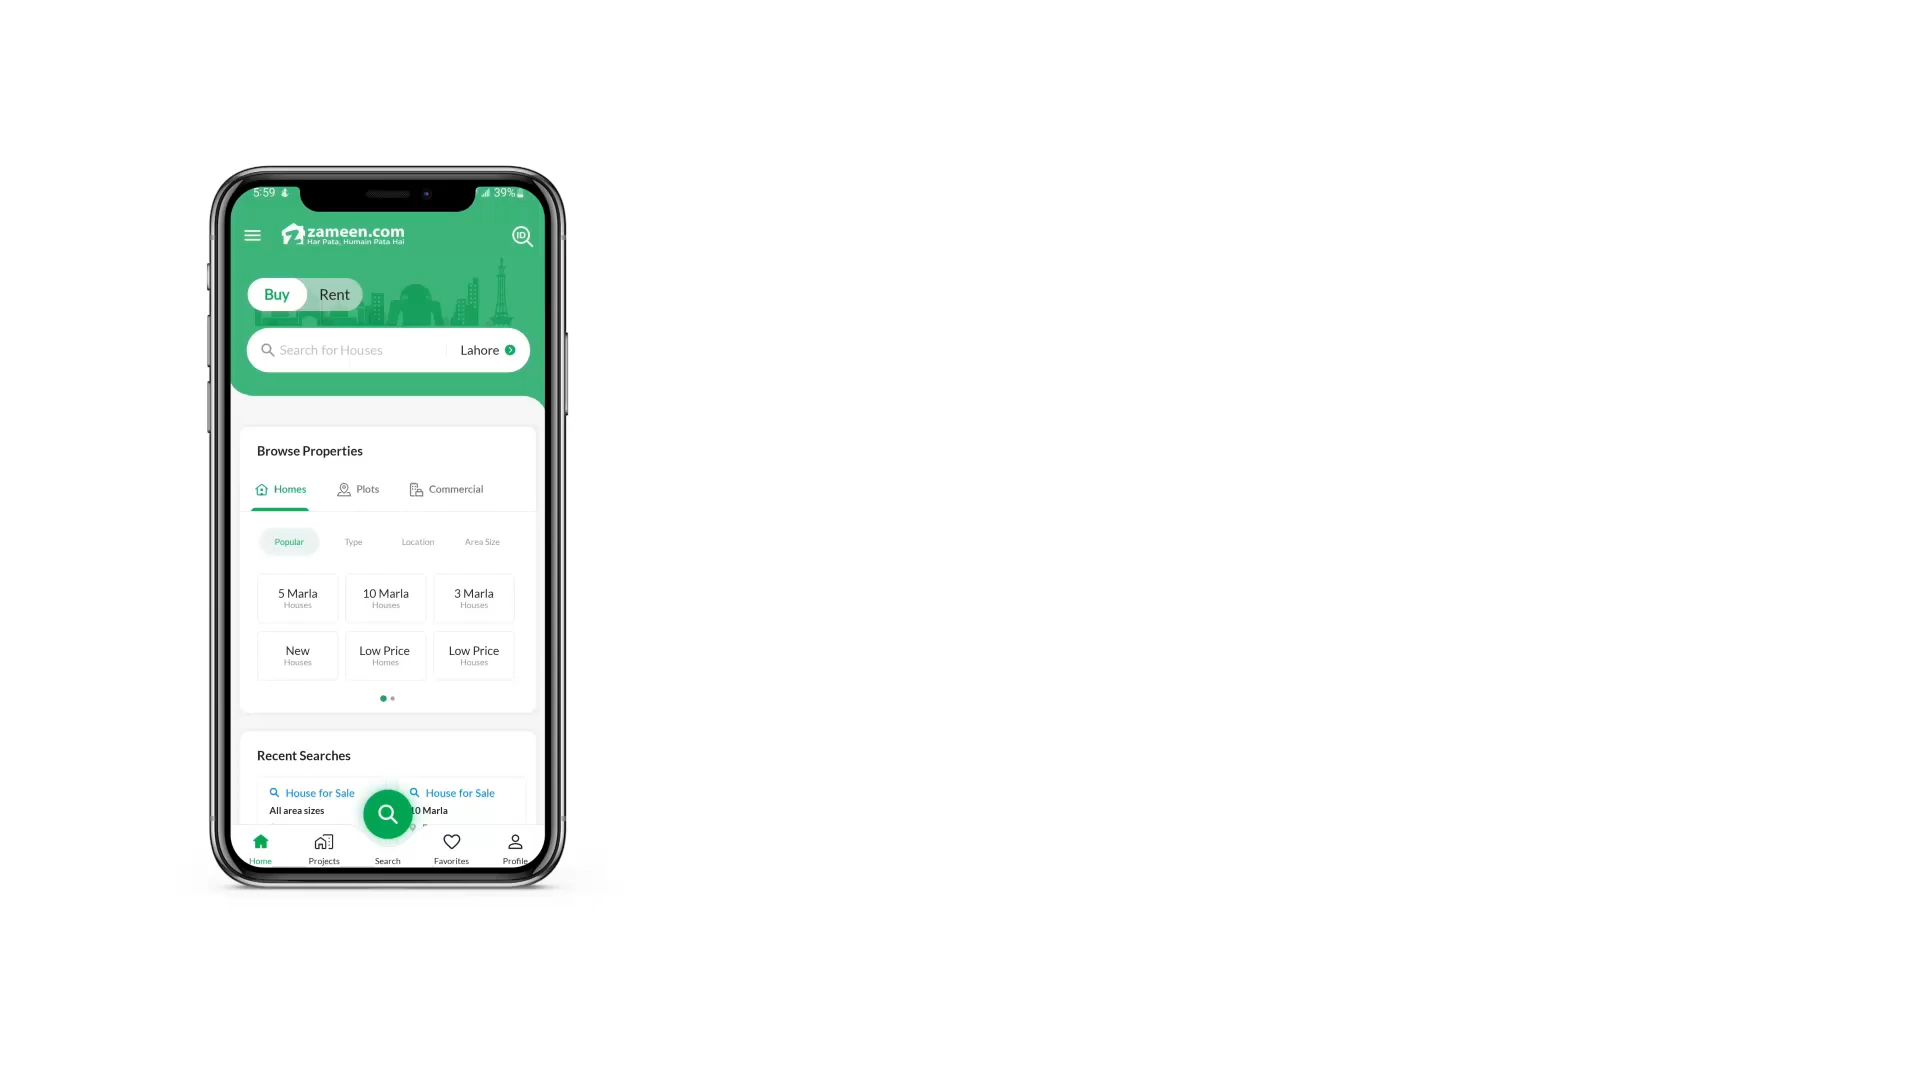 5:59 39%
zameen.com
Har Pata, Humain Pata Hai
ID
Buy Rent
Search for Houses Lahore
Browse Properties
Homes Plots Commercial
Popular Type Location Area Size
5 Marla 10 Marla 3 Marla
Houses Houses Houses
New Low Price Low Price
Houses Homes Houses
Recent Searches
House for Sale House for Sale
All area sizes 10 Marla
Home Projects Search Favorites Profile